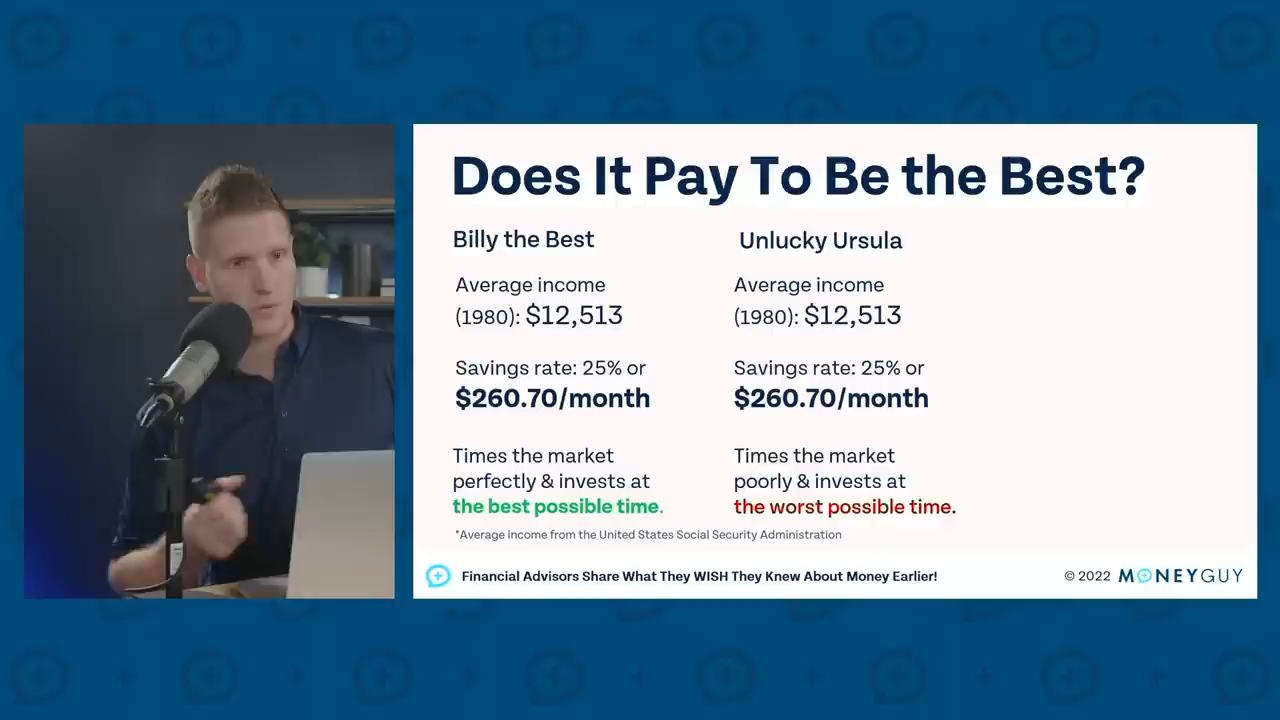 Does It Pay To Be the Best?
Billy the Best
Average income
(1980): $12,513
Savings rate: 25% or
$260.70/month
Times the market
perfectly & invests at
the best possible time.
Unlucky Ursula
Average income
(1980): $12,513
Savings rate: 25% or
$260.70/month
Times the market
poorly & invests at
the worst possible time.
*Average income from the United States Social Security Administration
Financial Advisors Share What They WISH They Knew About Money Earlier!
© 2022 MONEYGUY